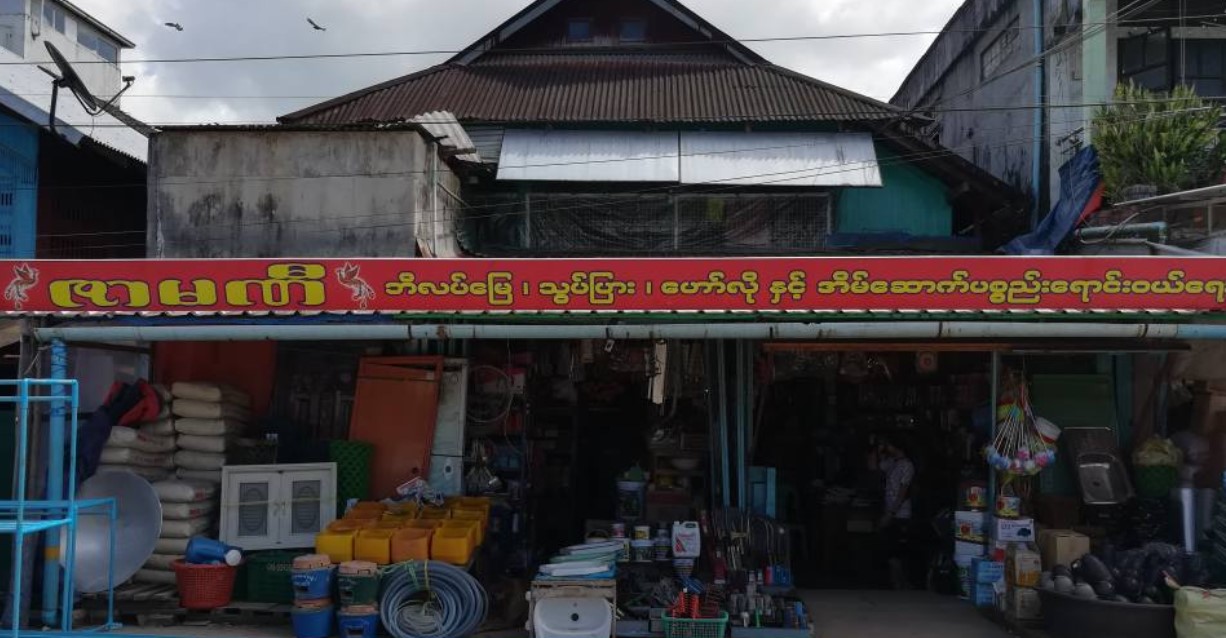 ဇာမဏီ ဘိလပ်မြေ ၊ သွပ်ပြား ၊ ဟော်လို နှင့် အိမ်ဆောက်ပစ္စည်းရောင်းဝယ်ရေ